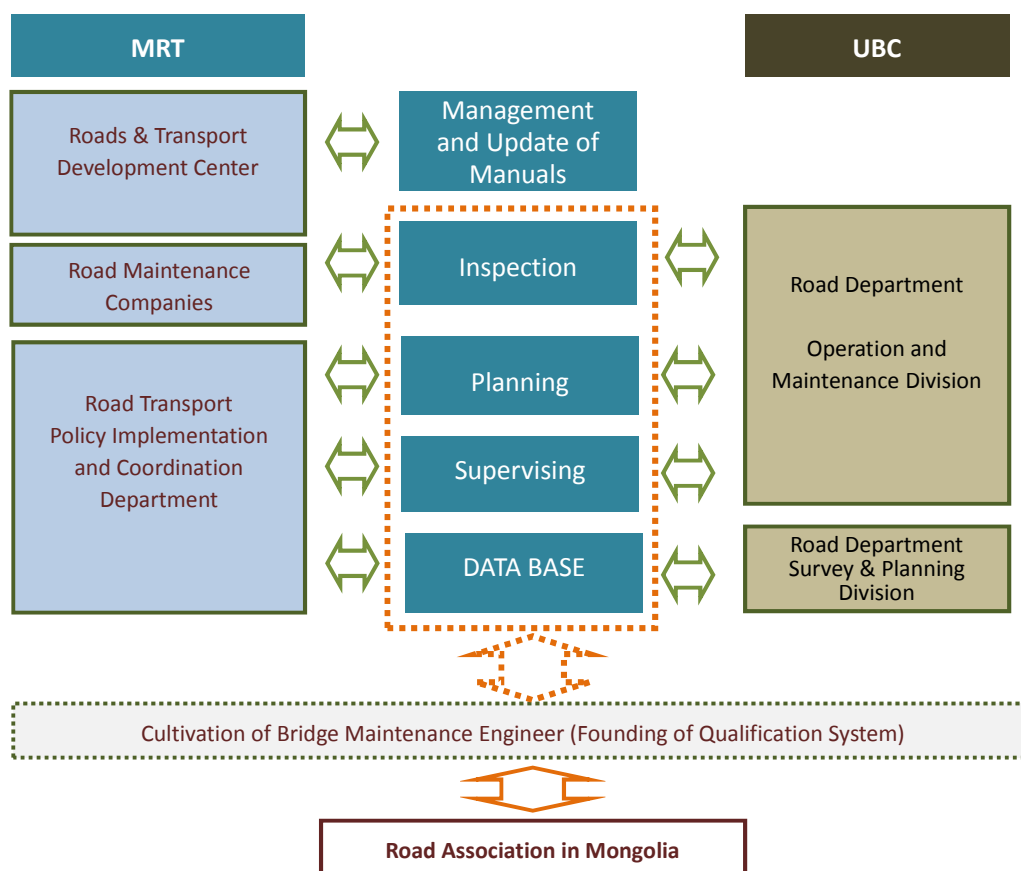 MRT
UBC
Roads & Transport
Development Center
Management
and Update of
Manuals
Road Maintenance
Companies
Inspection
Road Department
Operation and
Maintenance Division
Road Transport
Policy Implementation
and Coordination
Department
Planning
Supervising
DATA BASE
Road Department
Survey & Planning
Division
Cultivation of Bridge Maintenance Engineer (Founding of Qualification System)
Road Association in Mongolia